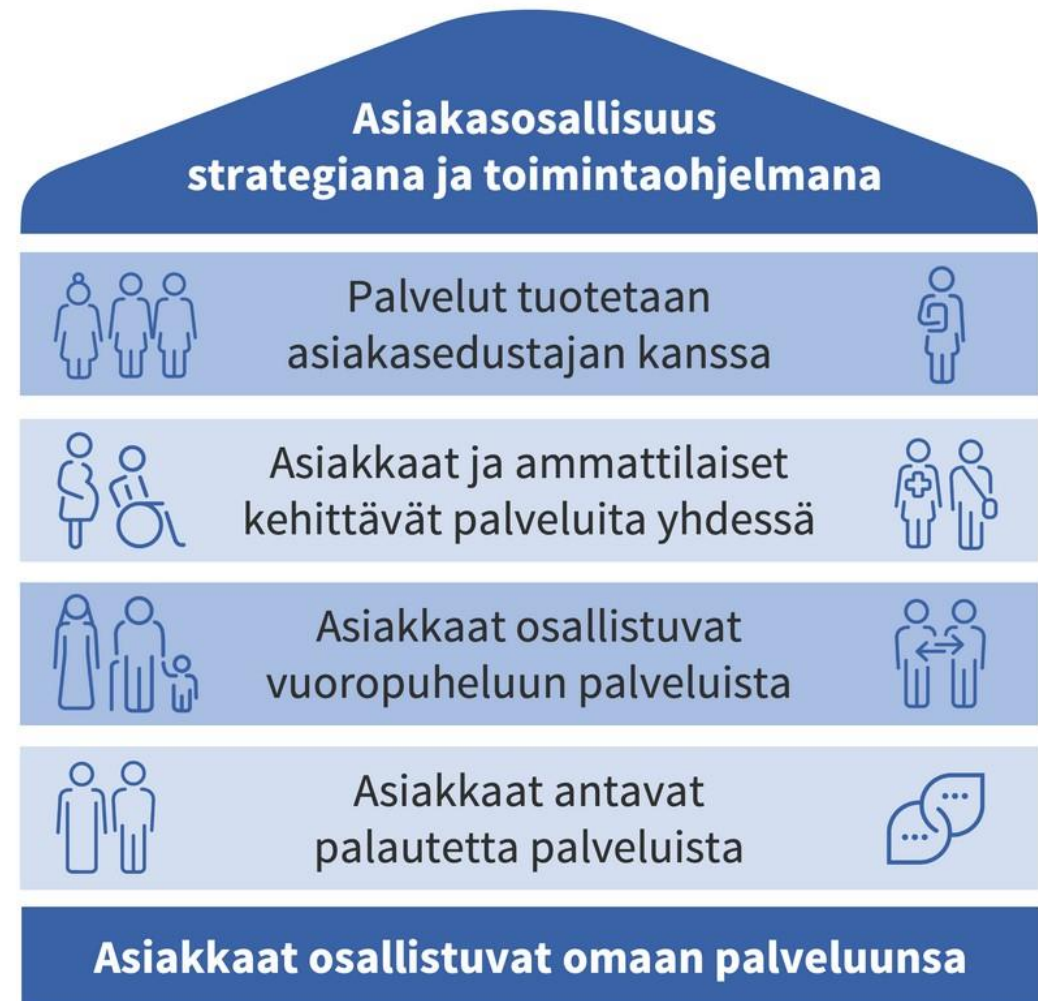 Asiakasosallisuus
strategiana ja toimintaohjelmana
Palvelut tuotetaan
asiakasedustajan kanssa
Asiakkaat ja ammattilaiset
kehittävät palveluita yhdessä
Asiakkaat osallistuvat
vuoropuheluun palveluista
Asiakkaat antavat
palautetta palveluista
Asiakkaat osallistuvat omaan palveluunsa